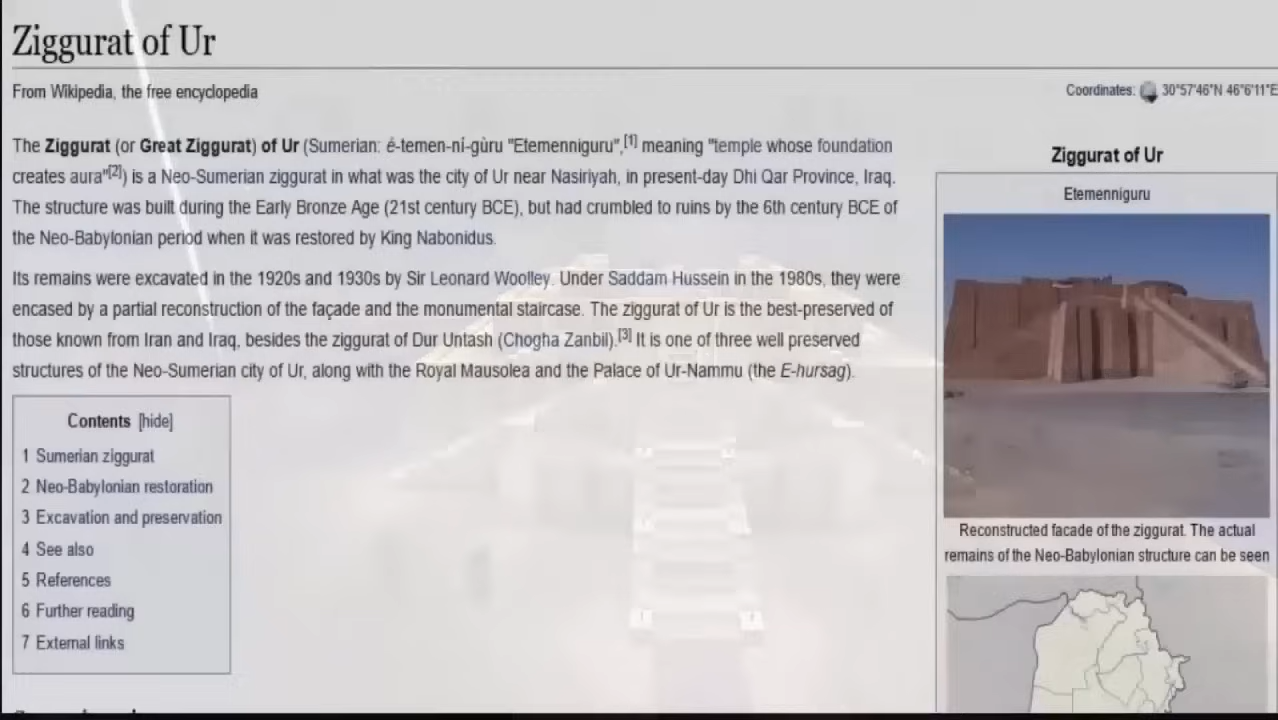 Ziggurat of Ur
From Wikipedia, the free encyclopedia
Coordinates: 30°57'46"N 46°6'11"E
The Ziggurat (or Great Ziggurat) of Ur (Sumerian: é-temen-ní-gùru "Etemenniguru",[1] meaning "temple whose foundation
creates aura"[2]) is a Neo-Sumerian ziggurat in what was the city of Ur near Nasiriyah, in present-day Dhi Qar Province, Iraq.
The structure was built during the Early Bronze Age (21st century BCE), but had crumbled to ruins by the 6th century BCE of
the Neo-Babylonian period when it was restored by King Nabonidus.
Its remains were excavated in the 1920s and 1930s by Sir Leonard Woolley. Under Saddam Hussein in the 1980s, they were
encased by a partial reconstruction of the façade and the monumental staircase. The ziggurat of Ur is the best-preserved of
those known from Iran and Iraq, besides the ziggurat of Dur Untash (Chogha Zanbil).[3] It is one of three well preserved
structures of the Neo-Sumerian city of Ur, along with the Royal Mausolea and the Palace of Ur-Nammu (the E-hursag).
Contents [hide]
1 Sumerian ziggurat
2 Neo-Babylonian restoration
3 Excavation and preservation
4 See also
5 References
6 Further reading
7 External links
Ziggurat of Ur
Etemenniguru
Reconstructed facade of the ziggurat. The actual
remains of the Neo-Babylonian structure can be seen